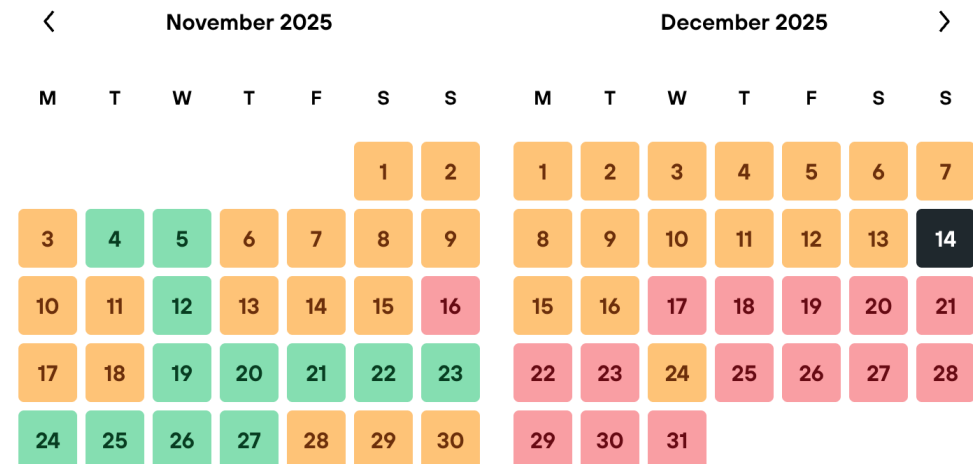 November 2025 December 2025
M T W T F S S M T W T F S S
1 2 1 2 3 4 5 6 7
3 4 5 6 7 8 9 8 9 10 11 12 13 14
10 11 12 13 14 15 16 15 16 17 18 19 20 21
17 18 19 20 21 22 23 22 23 24 25 26 27 28
24 25 26 27 28 29 30 29 30 31